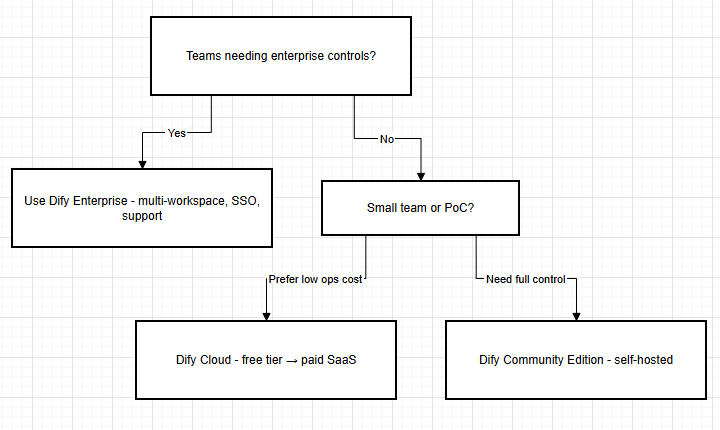 Teams needing enterprise controls?
Yes
No
Use Dify Enterprise - multi-workspace, SSO,
support
Small team or PoC?
Prefer low ops cost
Need full control
Dify Cloud - free tier → paid SaaS
Dify Community Edition - self-hosted